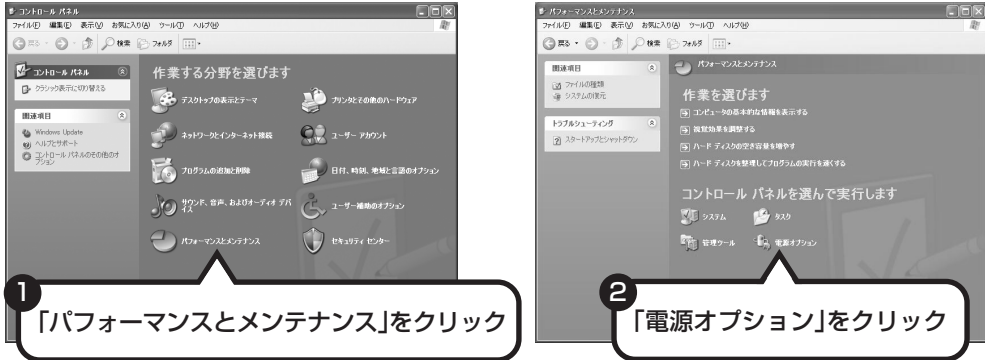 コントロール パネル
ファイル(F) 編集(E) 表示(V) お気に入り(A) ツール(T) ヘルプ(H)
戻る 検索 フォルダ
コントロール パネル
クラシック表示に切り替える
関連項目
Windows Update
ヘルプとサポート
コントロール パネルのその他のオプション
作業する分野を選びます
デスクトップの表示とテーマ
プリンタとその他のハードウェア
ネットワークとインターネット接続
ユーザー アカウント
プログラムの追加と削除
日付、時刻、地域と言語のオプション
サウンド、音声、およびオーディオ デバイス
ユーザー補助のオプション
パフォーマンスとメンテナンス
セキュリティ センター
1
「パフォーマンスとメンテナンス」をクリック
パフォーマンスとメンテナンス
ファイル(F) 編集(E) 表示(V) お気に入り(A) ツール(T) ヘルプ(H)
戻る 検索 フォルダ
関連項目
ファイルの種類
システムの復元
トラブルシューティング
スタートアップとシャットダウン
パフォーマンスとメンテナンス
作業を選びます
コンピュータの基本的な情報を表示する
視覚効果を調整する
ハード ディスクの空き容量を増やす
ハード ディスクを整理してプログラムの実行を速くする
コントロール パネルを選んで実行します
システム
タスク
管理ツール
電源オプション
2
「電源オプション」をクリック